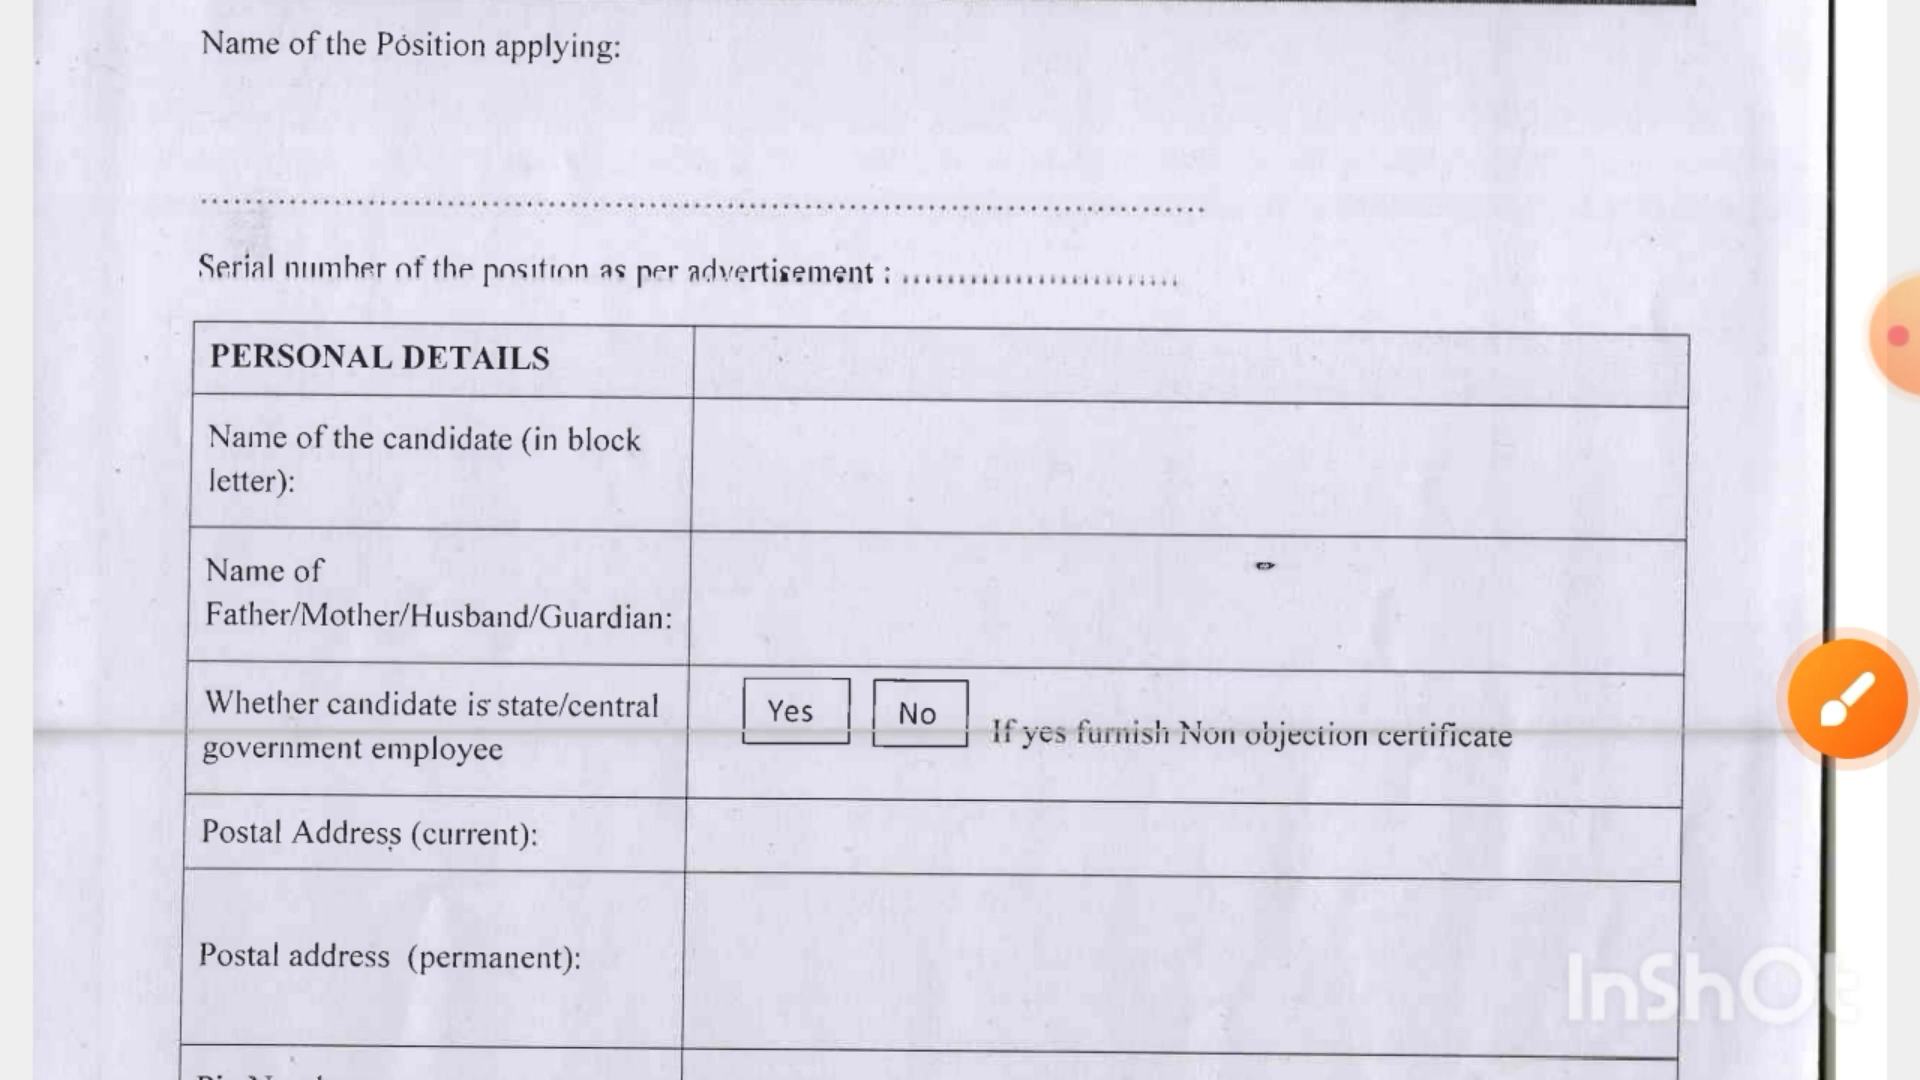 Name of the Position applying:
................................................................................
Serial number of the position as per advertisement : ........................
PERSONAL DETAILS
Name of the candidate (in block
letter):
Name of
Father/Mother/Husband/Guardian:
Whether candidate is state/central
government employee
Yes No If yes furnish Non objection certificate
Postal Address (current):
Postal address (permanent):
InShOt